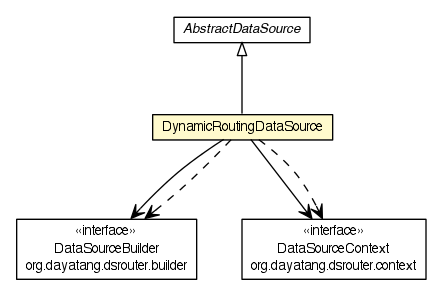 AbstractDataSource
DynamicRoutingDataSource
«interface»
DataSourceBuilder
org.dayatang.dsrouter.builder
«interface»
DataSourceContext
org.dayatang.dsrouter.context